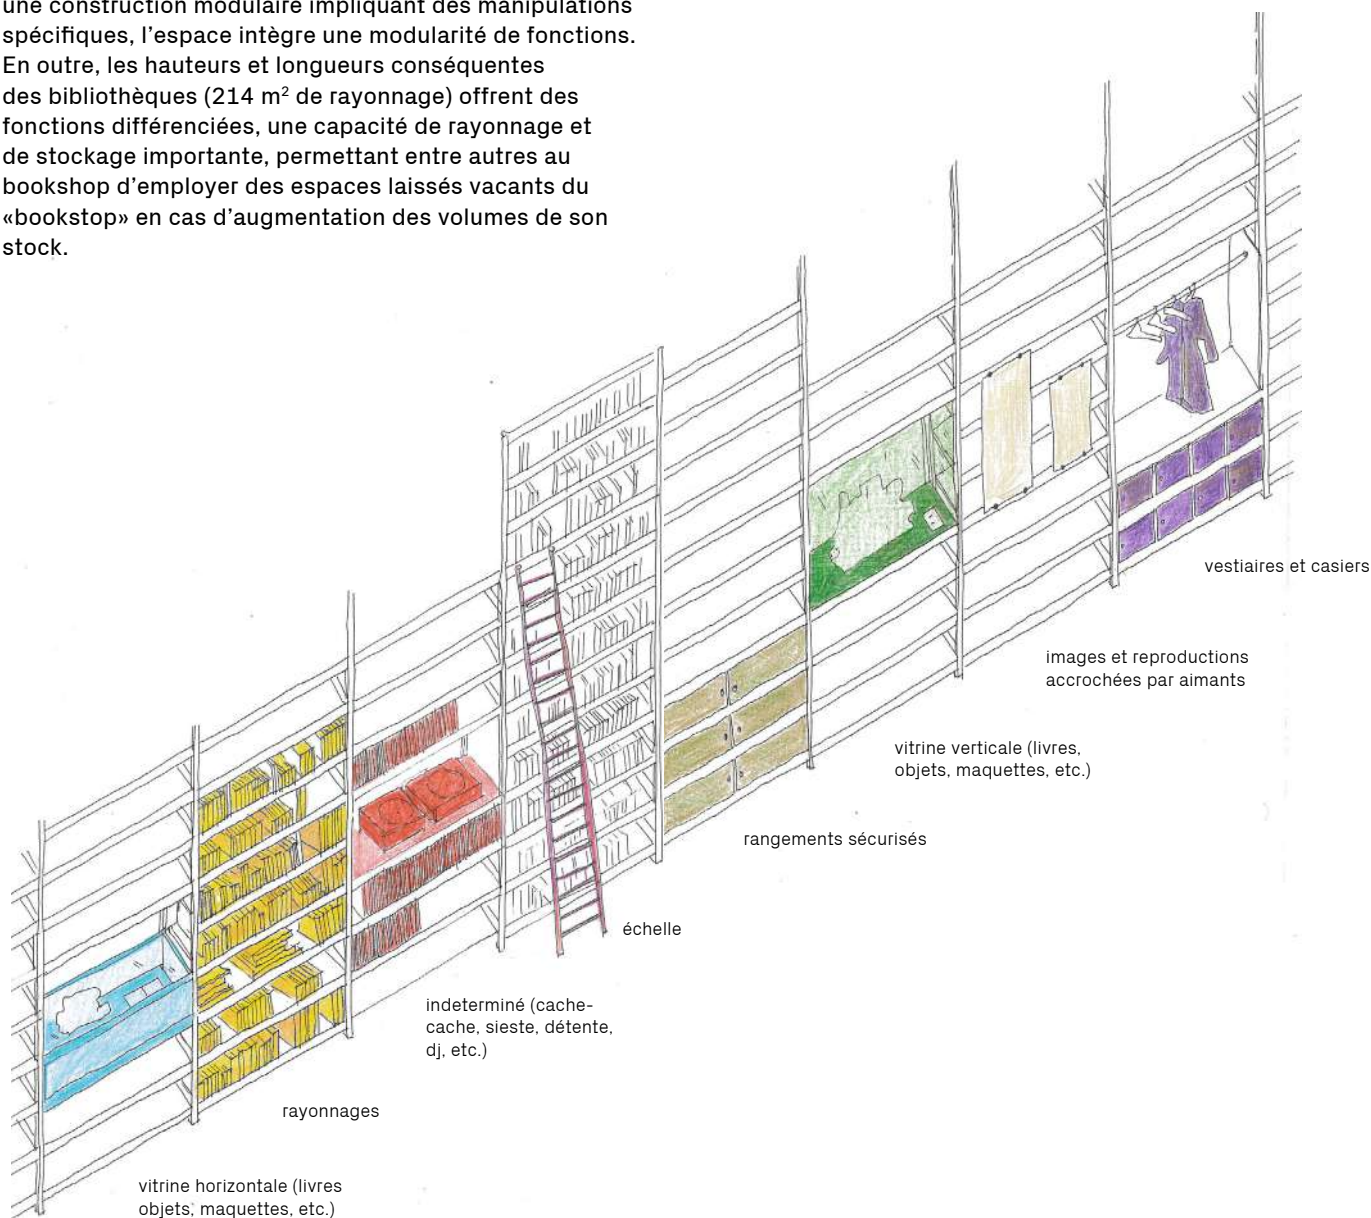 une construction modulaire impliquant des manipulations
spécifiques, l’espace intègre une modularité de fonctions.
En outre, les hauteurs et longueurs conséquentes
des bibliothèques (214 m² de rayonnage) offrent des
fonctions différenciées, une capacité de rayonnage et
de stockage importante, permettant entre autres au
bookshop d’employer des espaces laissés vacants du
«bookstop» en cas d’augmentation des volumes de son
stock.
vestiaires et casiers
images et reproductions
accrochées par aimants
vitrine verticale (livres,
objets, maquettes, etc.)
rangements sécurisés
échelle
indeterminé (cache-
cache, sieste, détente,
dj, etc.)
rayonnages
vitrine horizontale (livres
objets, maquettes, etc.)